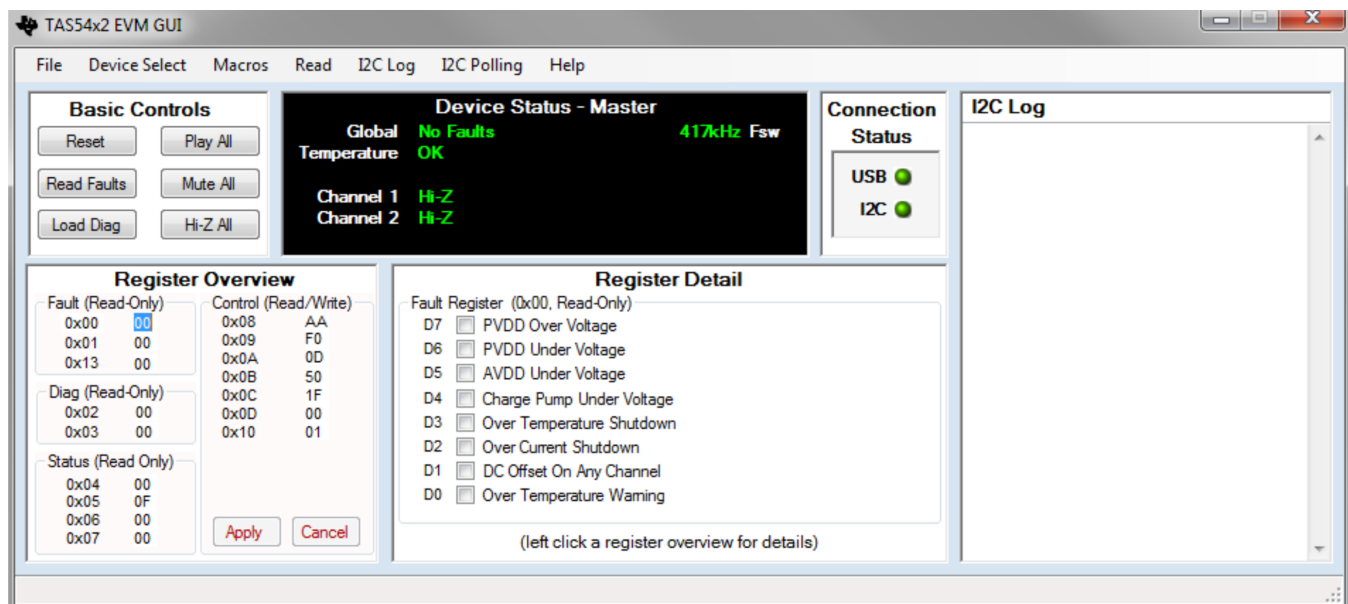 TAS54x2 EVM GUI
File Device Select Macros Read I2C Log I2C Polling Help
Basic Controls
Reset Play All
Read Faults Mute All
Load Diag Hi-Z All
Device Status - Master
Global No Faults 417kHz Fsw
Temperature OK
Channel 1 Hi-Z
Channel 2 Hi-Z
Connection
Status
USB
I2C
I2C Log
Register Overview
Fault (Read-Only)
0x00 00
0x01 00
0x13 00
Diag (Read-Only)
0x02 00
0x03 00
Status (Read Only)
0x04 00
0x05 0F
0x06 00
0x07 00
Control (Read/Write)
0x08 AA
0x09 F0
0x0A 0D
0x0B 50
0x0C 1F
0x0D 00
0x10 01
Apply Cancel
Register Detail
Fault Register (0x00, Read-Only)
D7 PVDD Over Voltage
D6 PVDD Under Voltage
D5 AVDD Under Voltage
D4 Charge Pump Under Voltage
D3 Over Temperature Shutdown
D2 Over Current Shutdown
D1 DC Offset On Any Channel
D0 Over Temperature Warning
(left click a register overview for details)